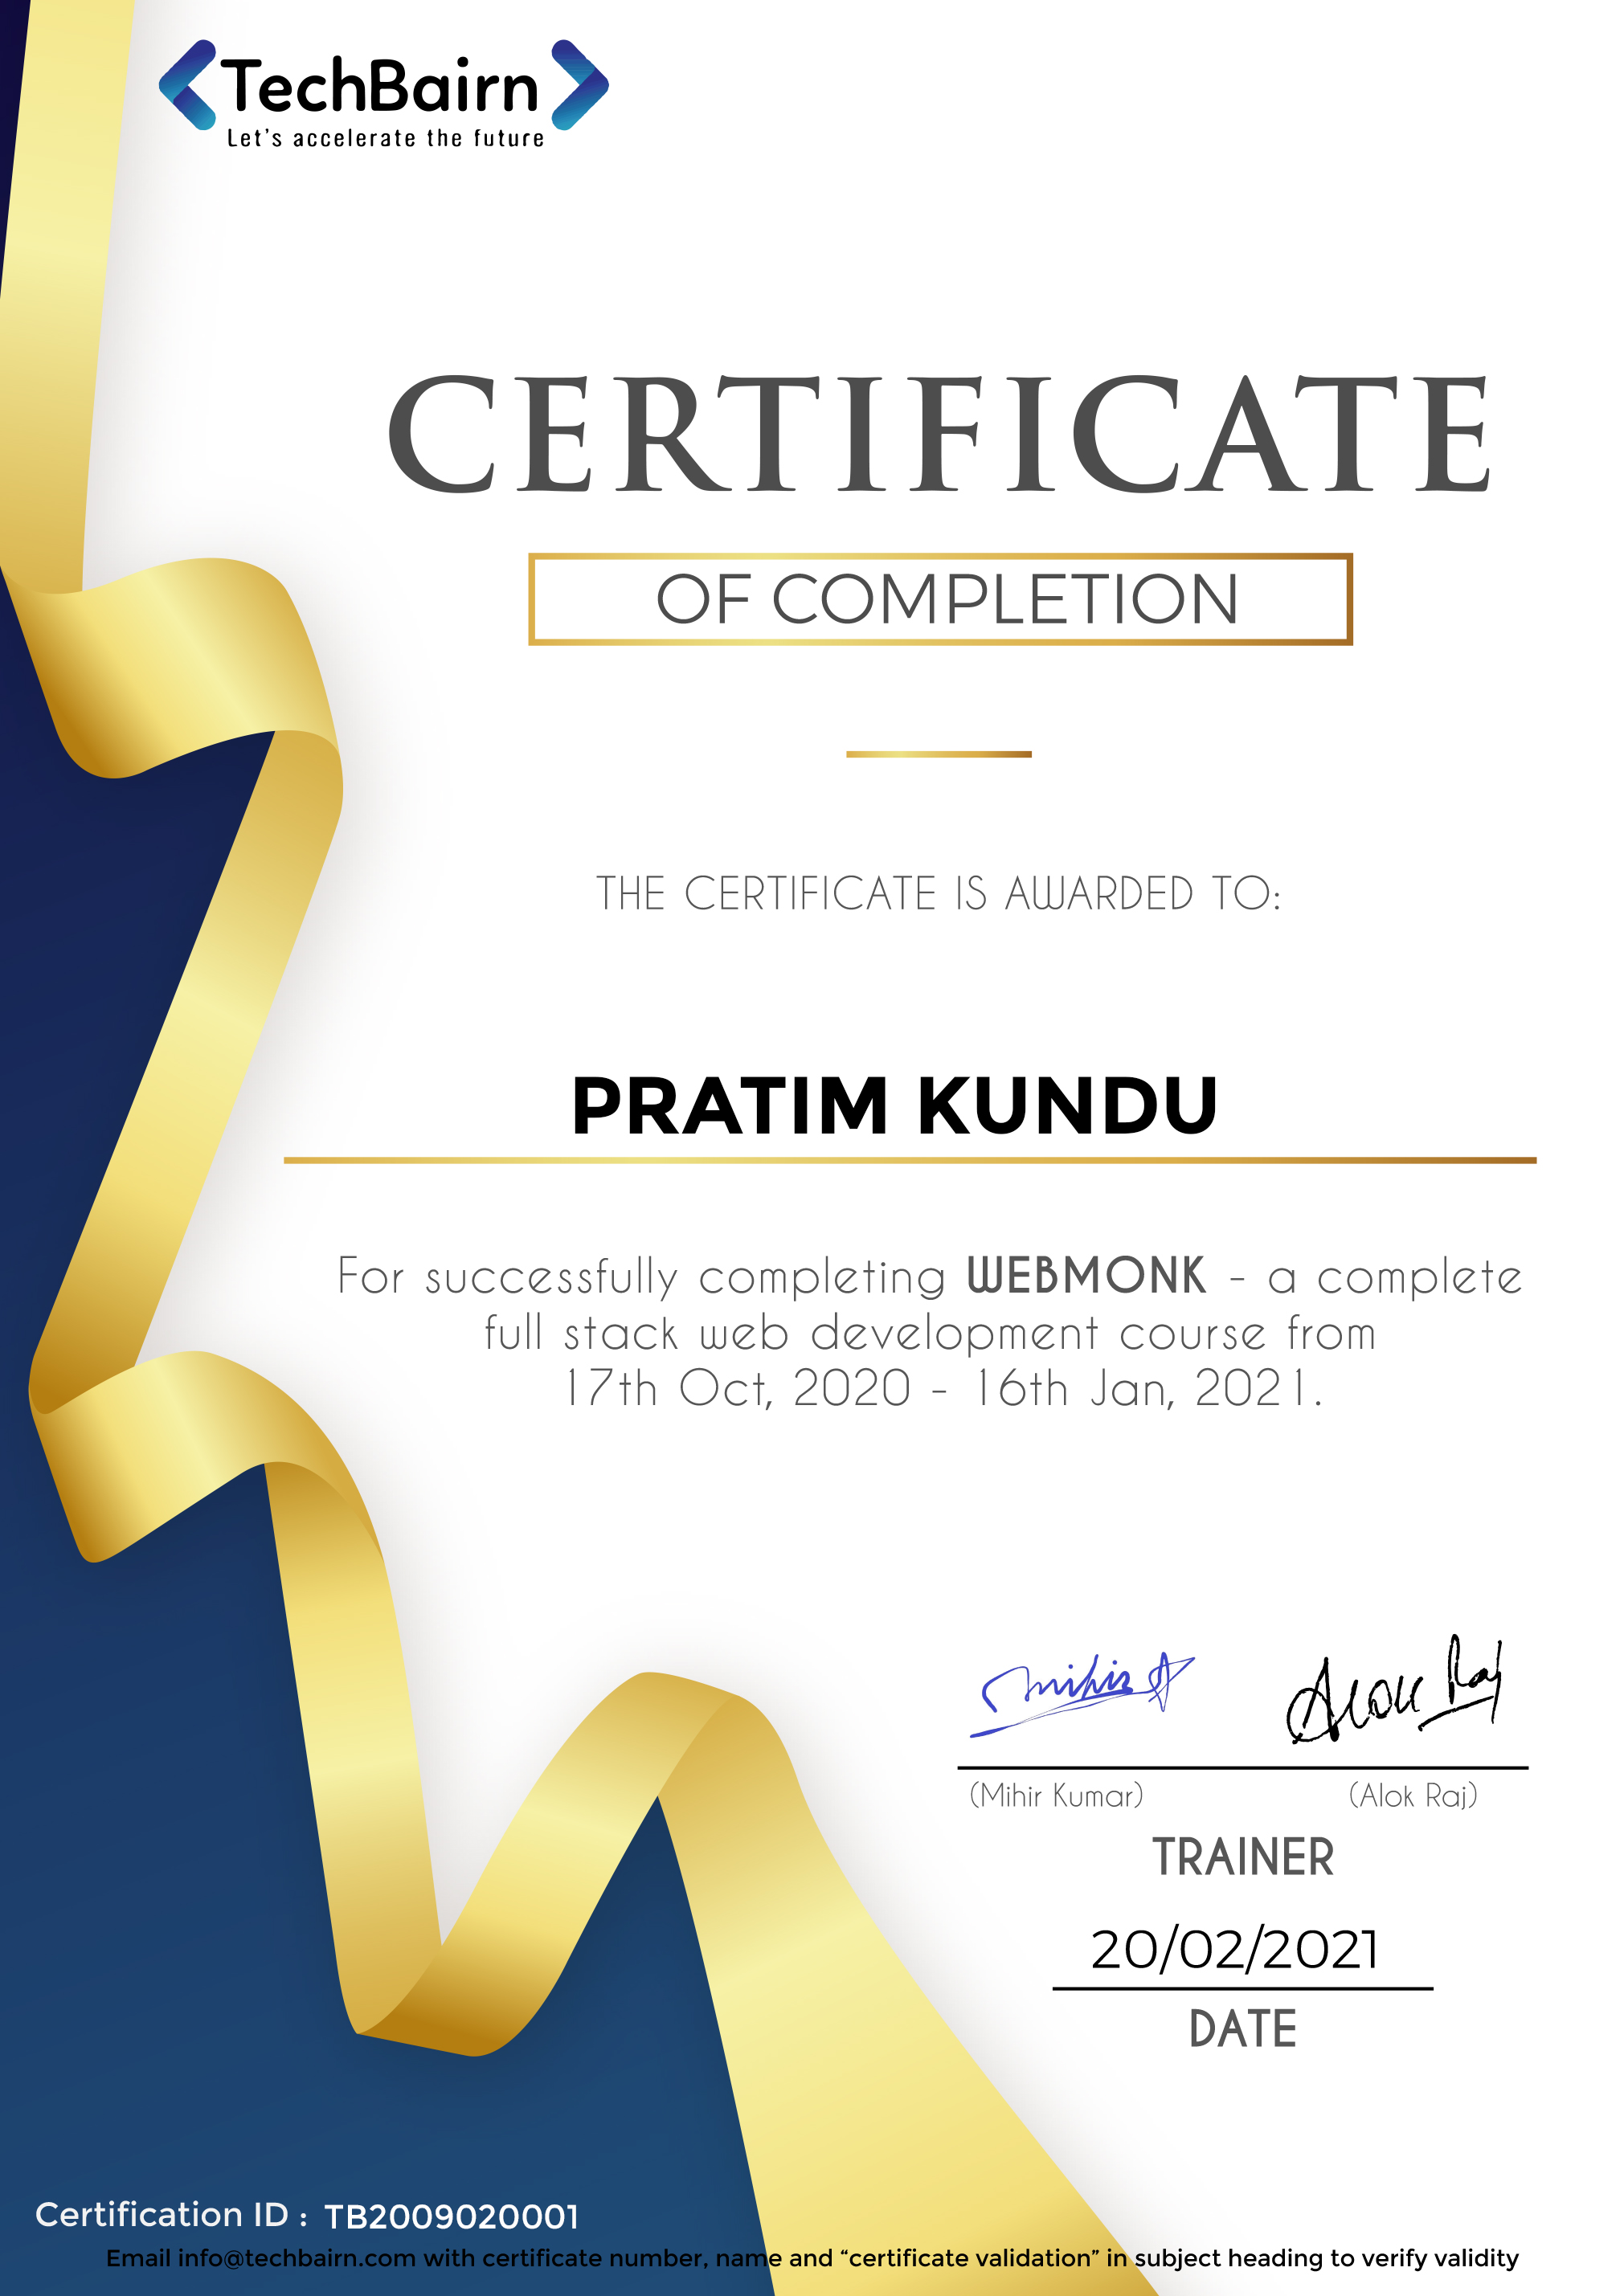 TechBairn
Let's accelerate the future
CERTIFICATE
OF COMPLETION
THE CERTIFICATE IS AWARDED TO:
PRATIM KUNDU
For successfully completing WEBMONK - a complete
full stack web development course from
17th Oct, 2020 - 16th Jan, 2021.
Mihir Alok Raj
(Mihir Kumar) (Alok Raj)
TRAINER
20/02/2021
DATE
Certification ID : TB2009020001
Email info@techbairn.com with certificate number, name and “certificate validation” in subject heading to verify validity